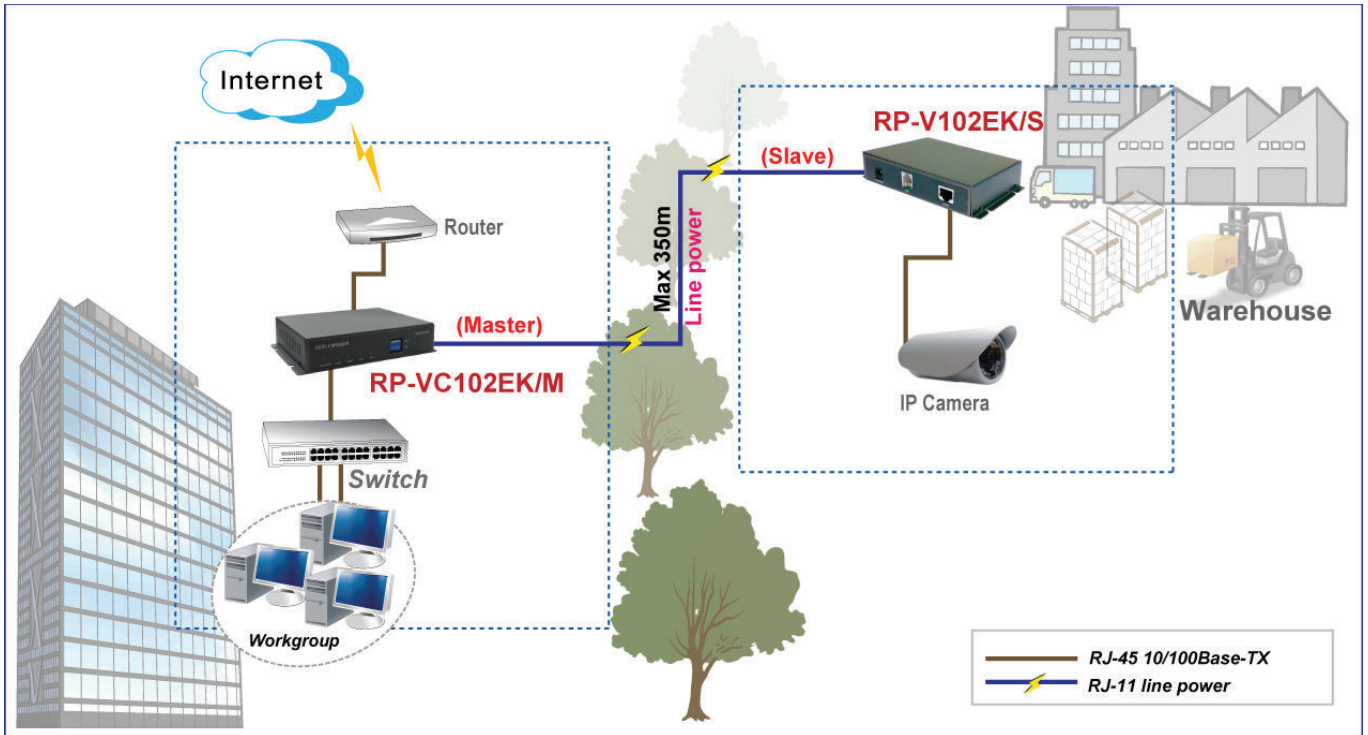 Internet
RP-V102EK/S
(Slave)
Router
Max 350m
Line power
(Master)
Warehouse
RP-VC102EK/M
IP Camera
Switch
Workgroup
RJ-45 10/100Base-TX
RJ-11 line power